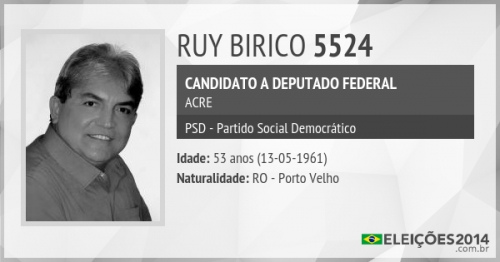 RUY BIRICO 5524
CANDIDATO A DEPUTADO FEDERAL
ACRE
PSD - Partido Social Democrático
Idade: 53 anos (13-05-1961)
Naturalidade: RO - Porto Velho
ELEIÇÕES2014
.com.br